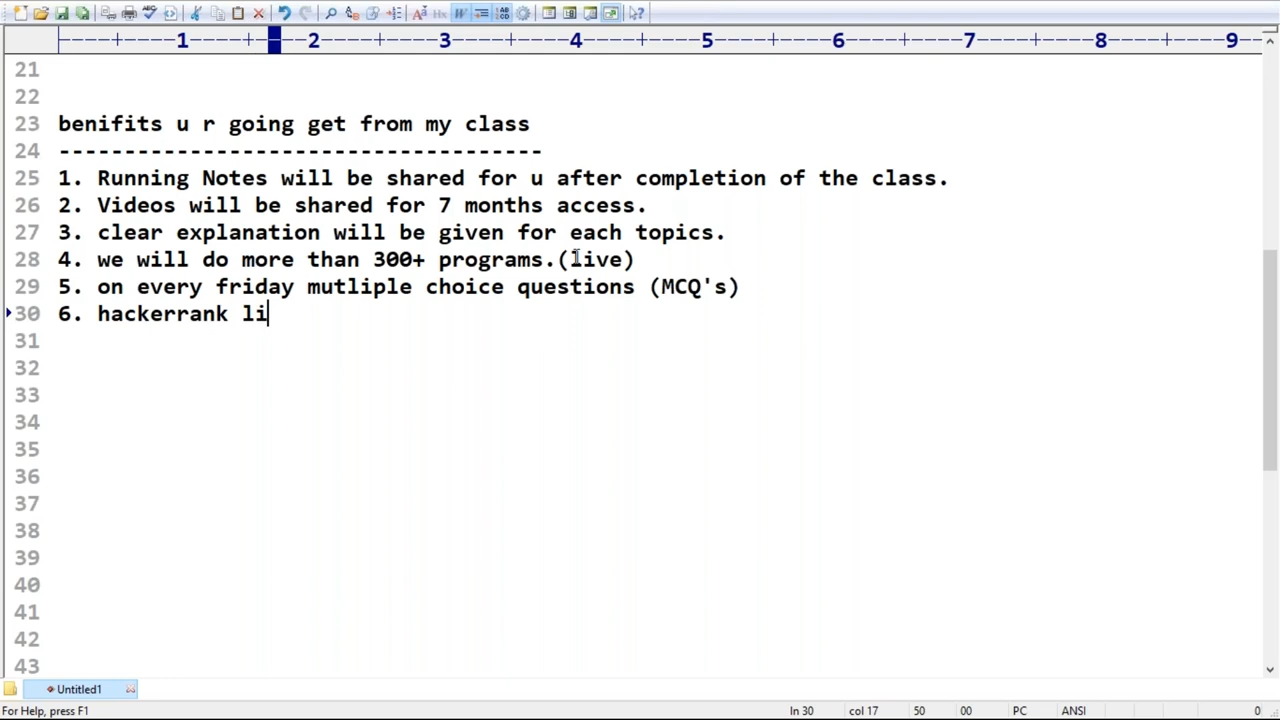 ----+----1----+----2----+----3----+----4----+----5----+----6----+----7----+----8----+----9--
21
22
23 benifits u r going get from my class
24 -------------------------------------
25 1. Running Notes will be shared for u after completion of the class.
26 2. Videos will be shared for 7 months access.
27 3. clear explanation will be given for each topics.
28 4. we will do more than 300+ programs.(live)
29 5. on every friday mutliple choice questions (MCQ's)
30 6. hackerrank li
31
32
33
34
35
36
37
38
39
40
41
42
43
Untitled1
For Help, press F1 ln 30 col 17 50 00 PC ANSI 0